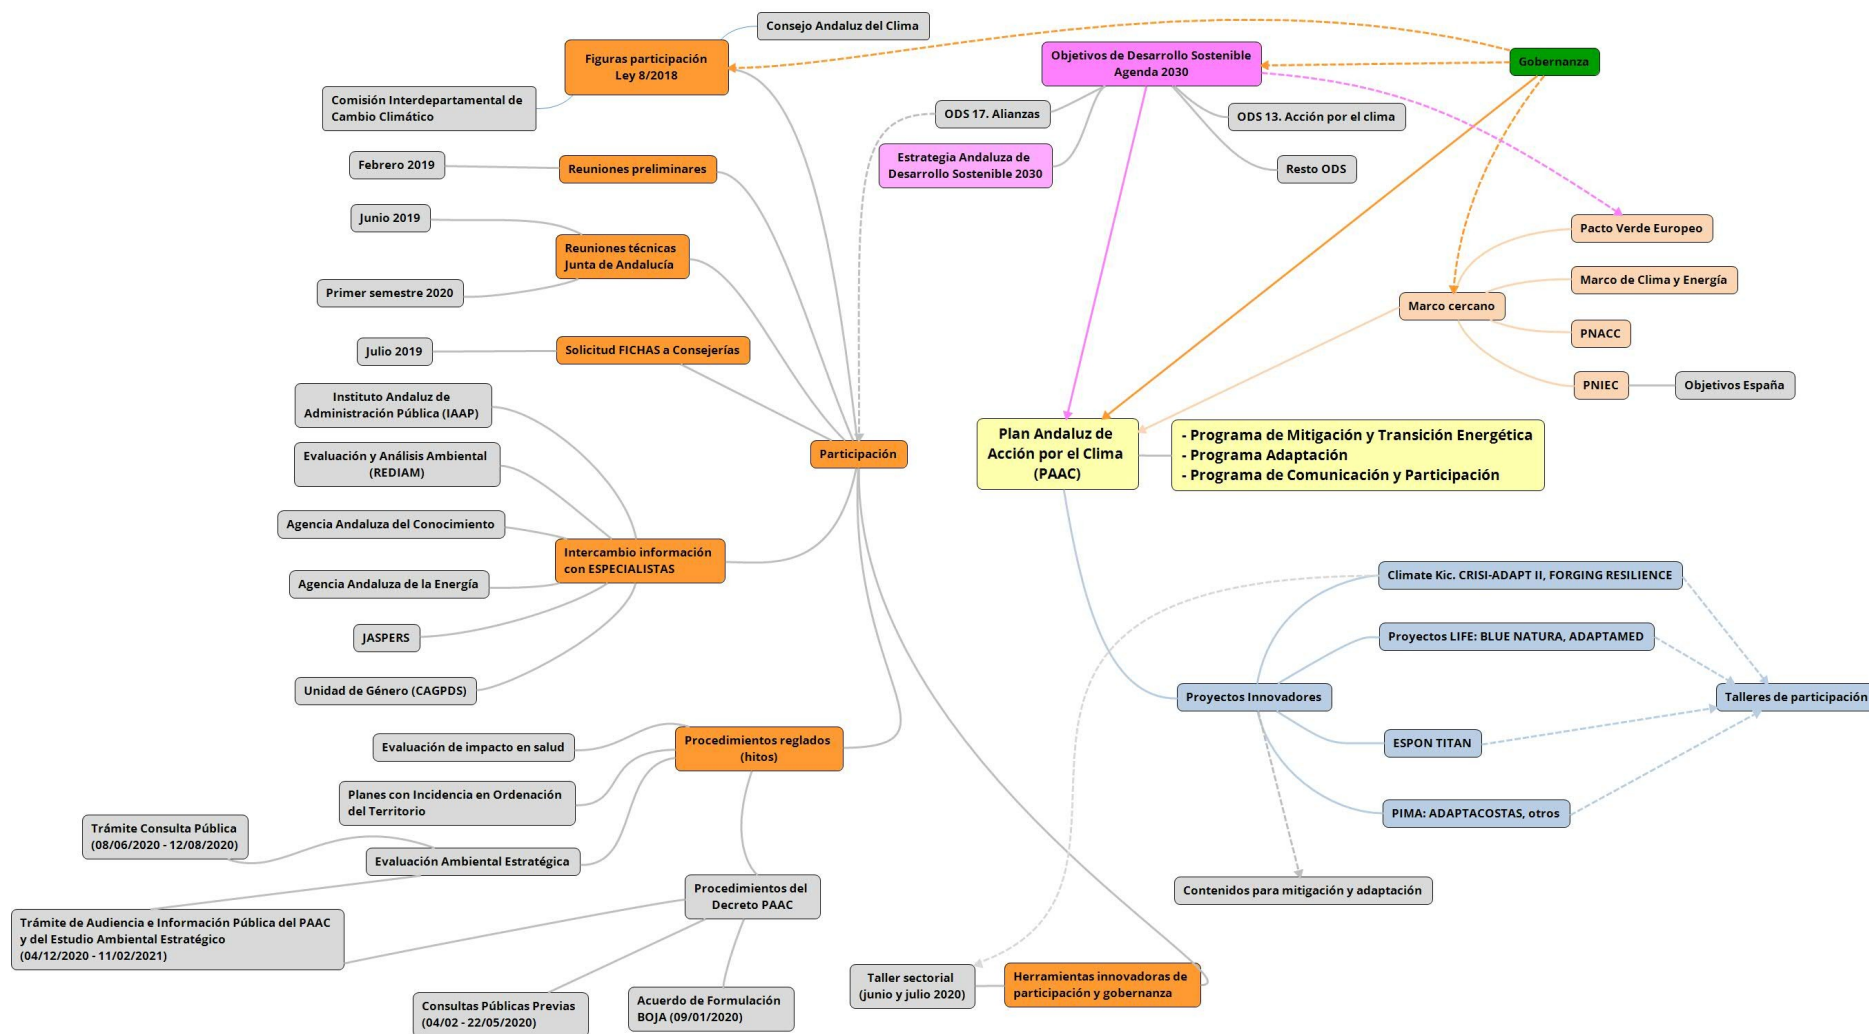 Consejo Andaluz del Clima
Figuras participación
Ley 8/2018
Comisión Interdepartamental de
Cambio Climático
Febrero 2019
Reuniones preliminares
Junio 2019
Reuniones técnicas
Junta de Andalucía
Primer semestre 2020
Julio 2019
Solicitud FICHAS a Consejerías
Instituto Andaluz de
Administración Pública (IAAP)
Evaluación y Análisis Ambiental
(REDIAM)
Agencia Andaluza del Conocimiento
Intercambio información
con ESPECIALISTAS
Agencia Andaluza de la Energía
JASPERS
Unidad de Género (CAGPDS)
Participación
Evaluación de impacto en salud
Procedimientos reglados
(hitos)
Planes con Incidencia en Ordenación
del Territorio
Trámite Consulta Pública
(08/06/2020 - 12/08/2020)
Evaluación Ambiental Estratégica
Procedimientos del
Decreto PAAC
Trámite de Audiencia e Información Pública del PAAC
y del Estudio Ambiental Estratégico
(04/12/2020 - 11/02/2021)
Consultas Públicas Previas
(04/02 - 22/05/2020)
Acuerdo de Formulación
BOJA (09/01/2020)
Taller sectorial
(junio y julio 2020)
Herramientas innovadoras de
participación y gobernanza
Objetivos de Desarrollo Sostenible
Agenda 2030
Gobernanza
ODS 17. Alianzas
ODS 13. Acción por el clima
Estrategia Andaluza de
Desarrollo Sostenible 2030
Resto ODS
Pacto Verde Europeo
Marco de Clima y Energía
Marco cercano
PNACC
PNIEC
Objetivos España
Plan Andaluz de
Acción por el Clima
(PAAC)
- Programa de Mitigación y Transición Energética
- Programa Adaptación
- Programa de Comunicación y Participación
Climate Kic. CRISI-ADAPT II, FORGING RESILIENCE
Proyectos LIFE: BLUE NATURA, ADAPTAMED
Proyectos Innovadores
Talleres de participación
ESPON TITAN
PIMA: ADAPTACOSTAS, otros
Contenidos para mitigación y adaptación